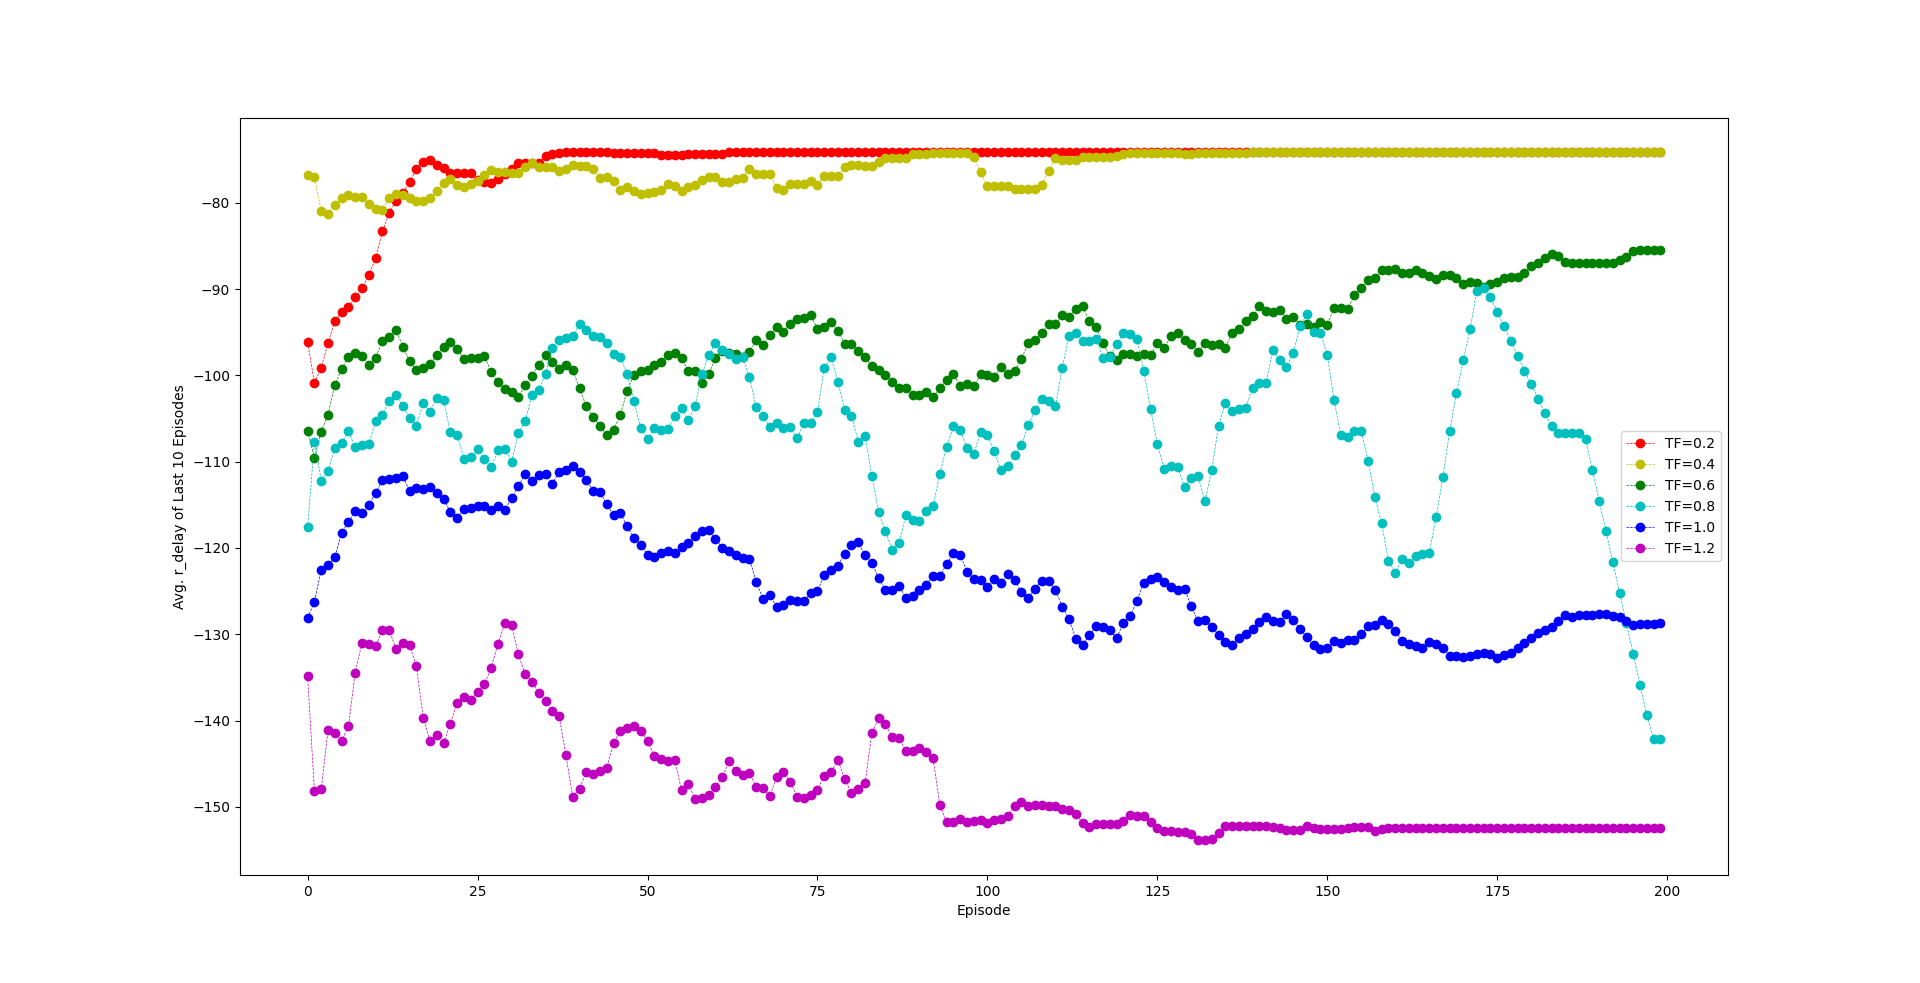 −80
−90
−100
−110
−120
−130
−140
−150
Avg. r_delay of Last 10 Episodes
TF=0.2
TF=0.4
TF=0.6
TF=0.8
TF=1.0
TF=1.2
0 25 50 75 100 125 150 175 200
Episode